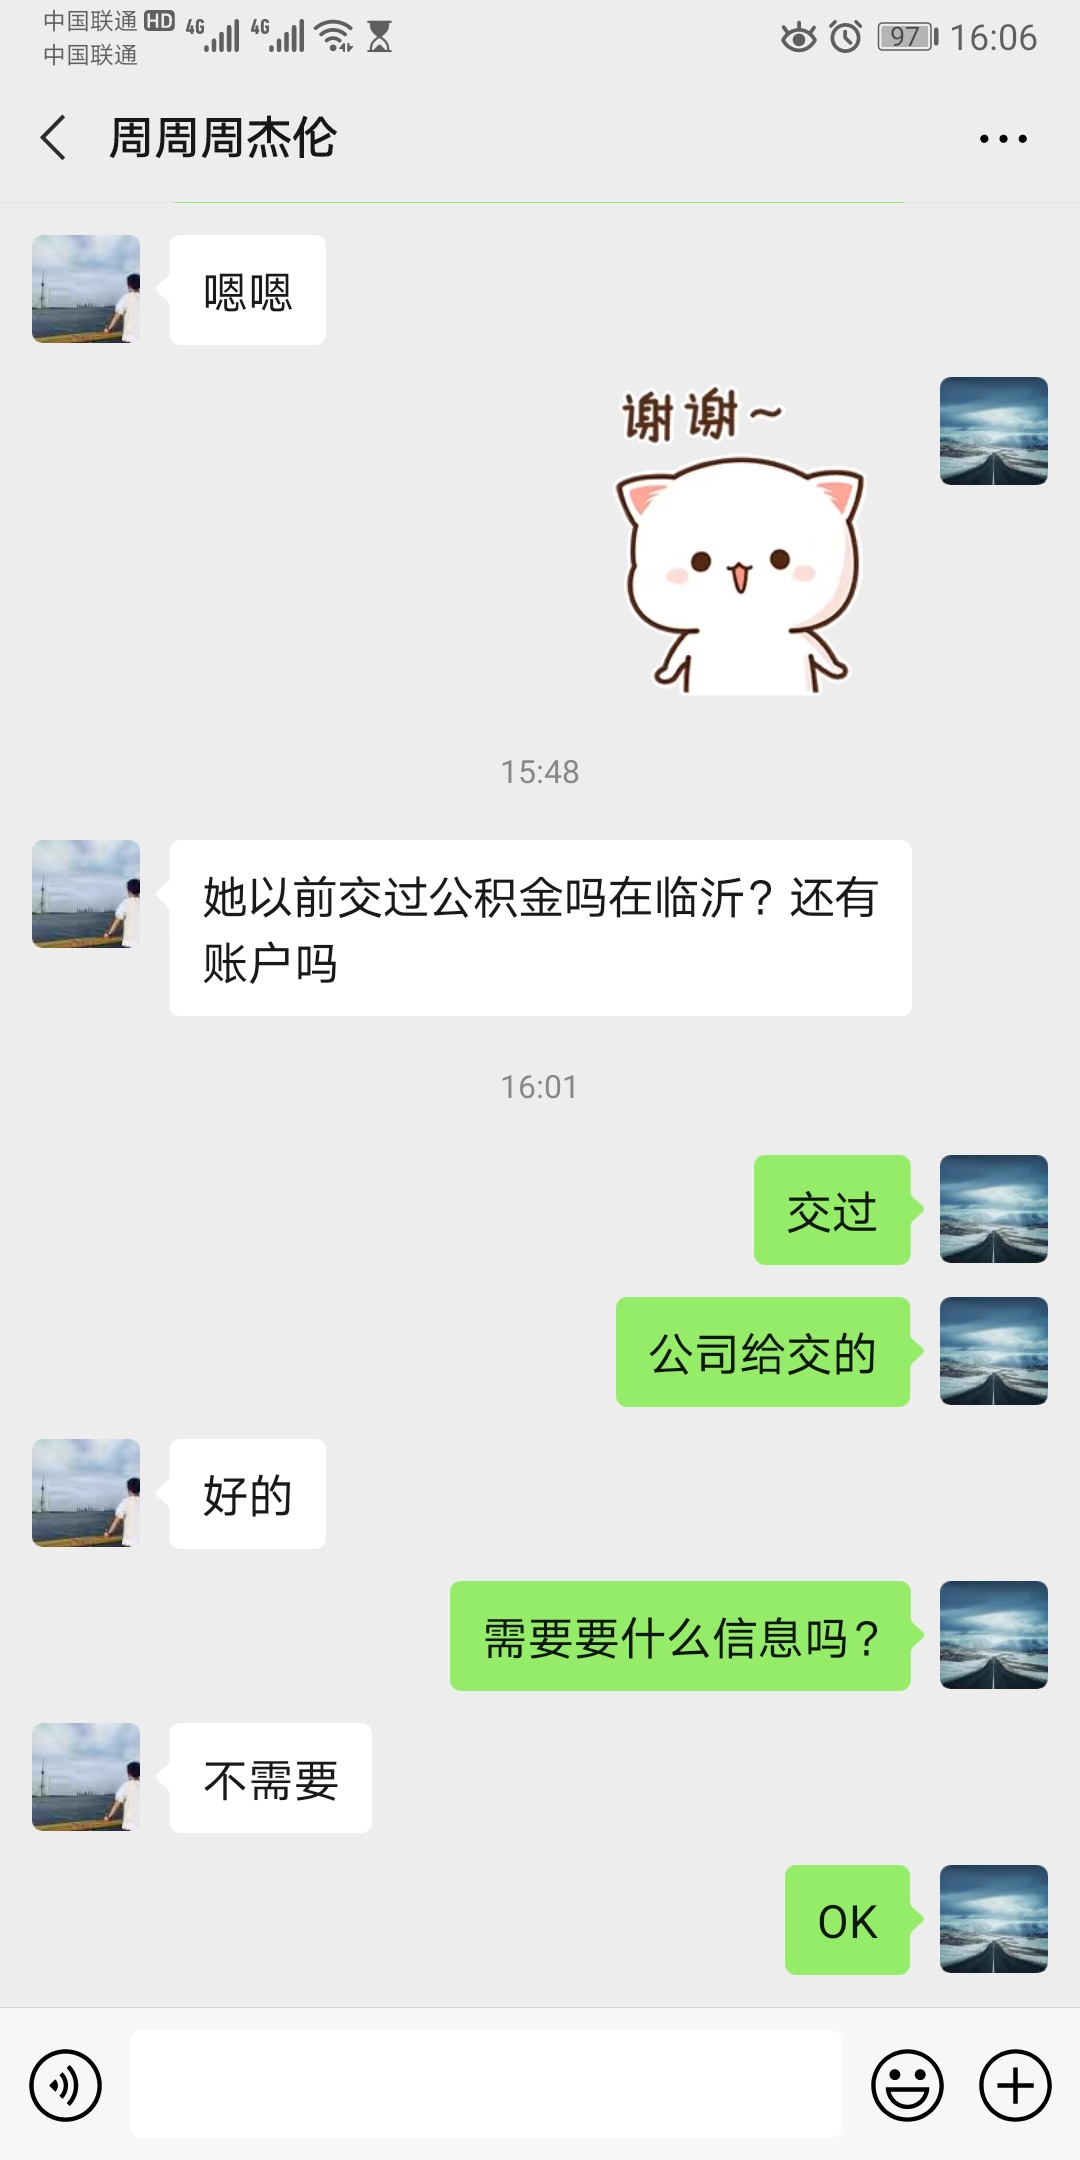 中国联通 HD 4G 4G 97 16:06
中国联通
周周周杰伦
嗯嗯
谢谢~
15:48
她以前交过公积金吗在临沂？还有
账户吗
16:01
交过
公司给交的
好的
需要要什么信息吗？
不需要
OK